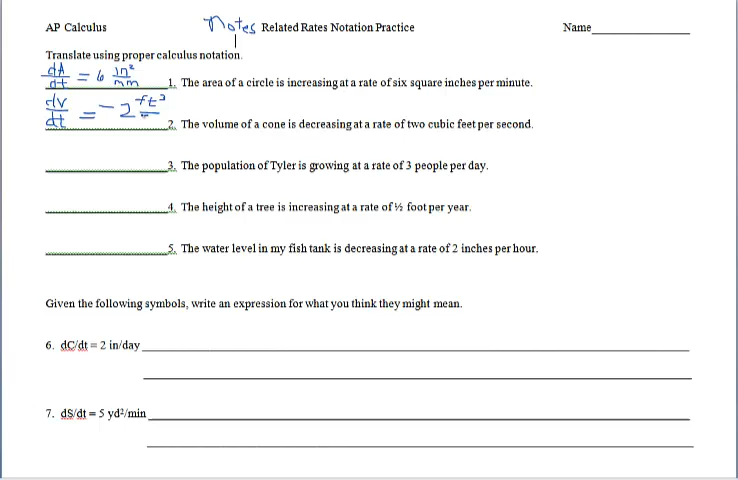 AP Calculus Notes Related Rates Notation Practice Name
Translate using proper calculus notation.
dA/dt = 6 in²/min 1. The area of a circle is increasing at a rate of six square inches per minute.
dv/dt = -2 ft³ 2. The volume of a cone is decreasing at a rate of two cubic feet per second.
3. The population of Tyler is growing at a rate of 3 people per day.
4. The height of a tree is increasing at a rate of ½ foot per year.
5. The water level in my fish tank is decreasing at a rate of 2 inches per hour.
Given the following symbols, write an expression for what you think they might mean.
6. dC/dt = 2 in/day
7. dS/dt = 5 yd²/min